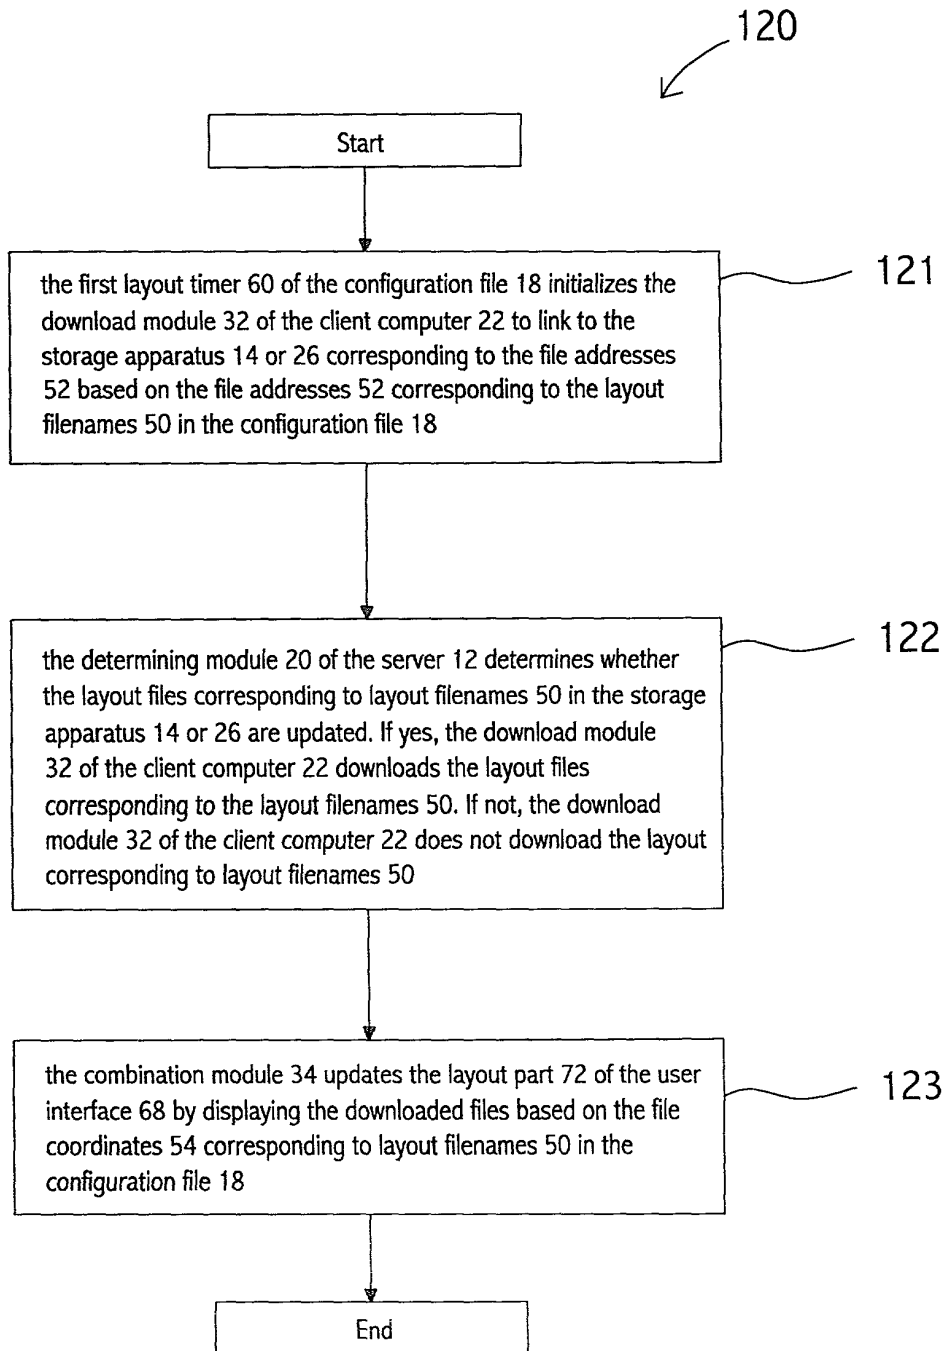 120
Start
the first layout timer 60 of the configuration file 18 initializes the
download module 32 of the client computer 22 to link to the
storage apparatus 14 or 26 corresponding to the file addresses
52 based on the file addresses 52 corresponding to the layout
filenames 50 in the configuration file 18
121
the determining module 20 of the server 12 determines whether
the layout files corresponding to layout filenames 50 in the storage
apparatus 14 or 26 are updated. If yes, the download module
32 of the client computer 22 downloads the layout files
corresponding to the layout filenames 50. If not, the download
module 32 of the client computer 22 does not download the layout
corresponding to layout filenames 50
122
the combination module 34 updates the layout part 72 of the user
interface 68 by displaying the downloaded files based on the file
coordinates 54 corresponding to layout filenames 50 in the
configuration file 18
123
End